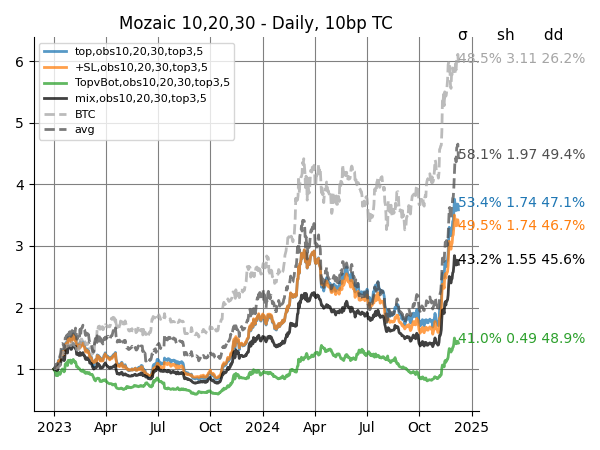 Mozaic 10,20,30 - Daily, 10bp TC
σ sh dd
top,obs10,20,30,top3,5
+SL,obs10,20,30,top3,5
TopvBot,obs10,20,30,top3,5
mix,obs10,20,30,top3,5
BTC
avg
48.5% 3.11 26.2%
58.1% 1.97 49.4%
53.4% 1.74 47.1%
49.5% 1.74 46.7%
43.2% 1.55 45.6%
41.0% 0.49 48.9%
6
5
4
3
2
1
2023 Apr Jul Oct 2024 Apr Jul Oct 2025